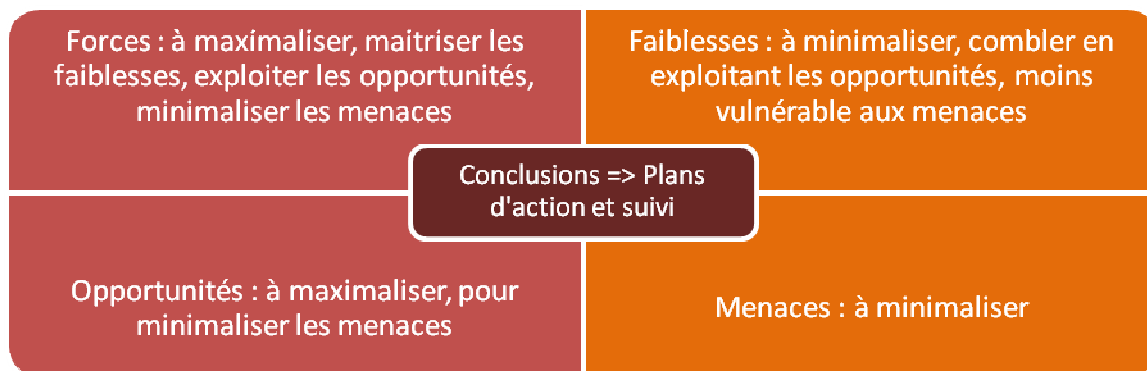 Forces : à maximaliser, maitriser les
faiblesses, exploiter les opportunités,
minimaliser les menaces
Faiblesses : à minimaliser, combler en
exploitant les opportunités, moins
vulnérable aux menaces
Conclusions => Plans
d'action et suivi
Opportunités : à maximaliser, pour
minimaliser les menaces
Menaces : à minimaliser